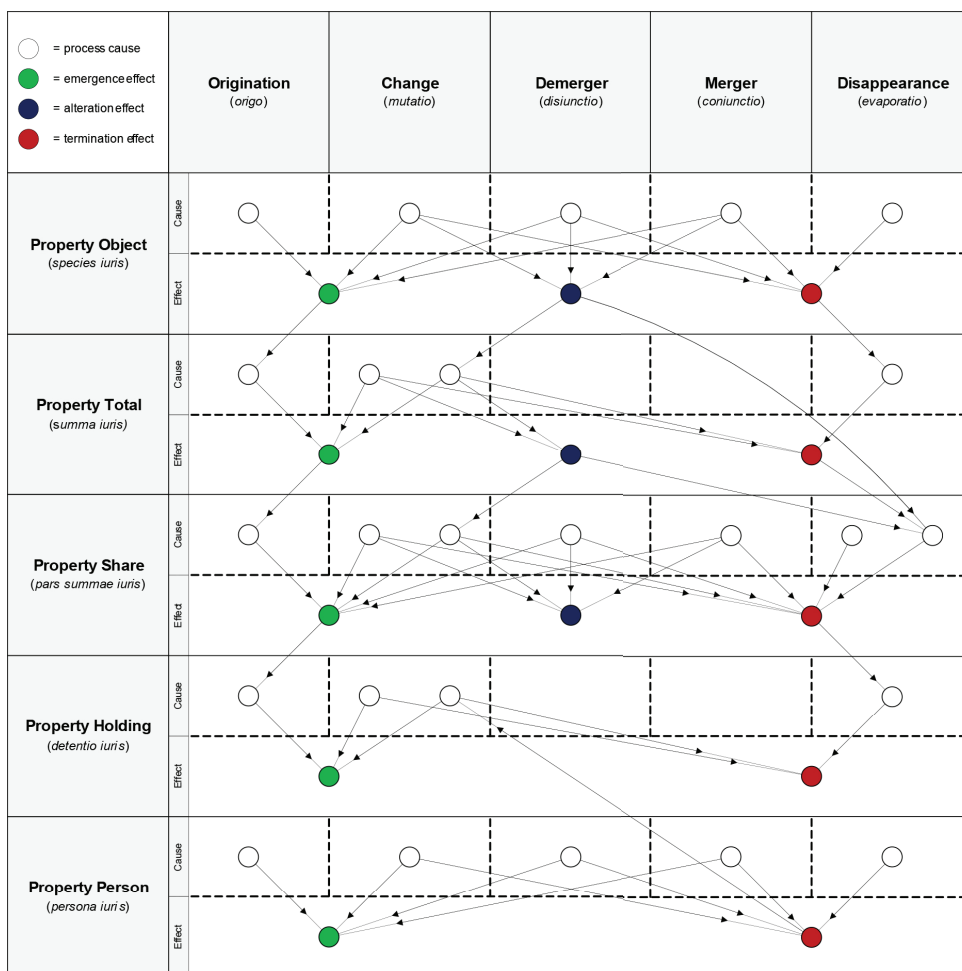 = process cause
= emergence effect
= alteration effect
= termination effect
Origination
(origo)
Change
(mutatio)
Demerger
(disiunctio)
Merger
(coniunctio)
Disappearance
(evaporatio)
Property Object
(species iuris)
Cause
Effect
Property Total
(summa iuris)
Cause
Effect
Property Share
(pars summae iuris)
Cause
Effect
Property Holding
(detentio iuris)
Cause
Effect
Property Person
(persona iuris)
Cause
Effect